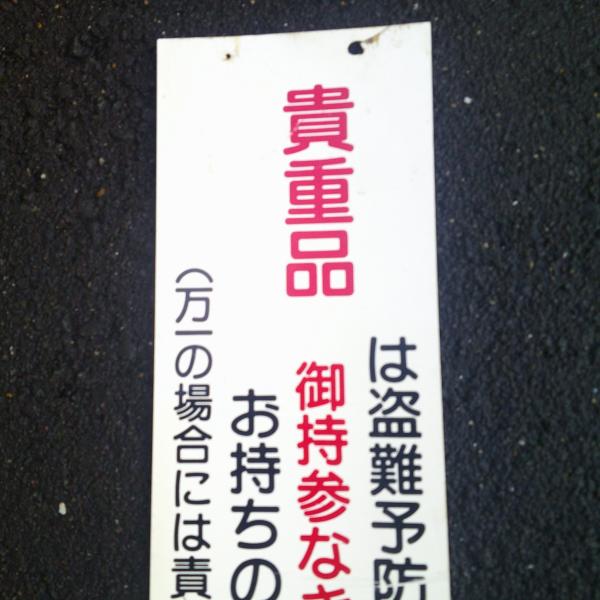 貴重品
は盗難予防
御持参なさ
お持ちの
(万一の場合には責